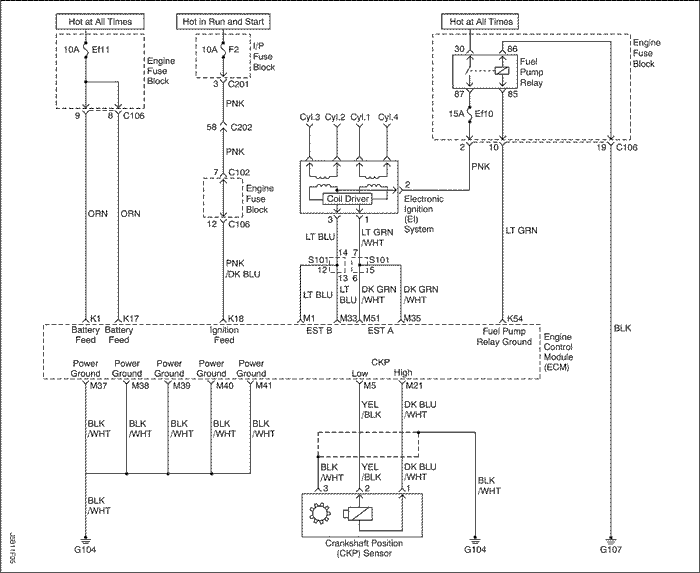 Hot at All Times
Hot in Run and Start
Hot at All Times
10A Ef11
Engine
Fuse
Block
10A F2
I/P
Fuse
Block
30 86
Fuel
Pump
Relay
Engine
Fuse
Block
87 85
15A Ef10
9 8 C106
3 C201
PNK
58 C202
PNK
7 C102
Engine
Fuse
Block
12 C106
Cyl.3 Cyl.2 Cyl.1 Cyl.4
2 10 19 C106
PNK
2
Coil Driver
Electronic
Ignition
(EI)
System
3 1
ORN ORN
LT BLU
LT GRN
/WHT
LT GRN
PNK
/DK BLU
14 7
S101 S101
12 5
13 6
LT BLU
LT
BLU
DK GRN
/WHT
DK GRN
/WHT
BLK
K1 K17 K18 M1 M33 M51 M35 K54
Battery
Feed
Battery
Feed
Ignition
Feed
EST B EST A
Fuel Pump
Relay Ground
Engine
Control
Module
(ECM)
Power
Ground
Power
Ground
Power
Ground
Power
Ground
Power
Ground
CKP
Low High
M37 M38 M39 M40 M41 M5 M21
BLK
/WHT
BLK
/WHT
BLK
/WHT
BLK
/WHT
BLK
/WHT
YEL
/BLK
DK BLU
/WHT
BLK
/WHT
YEL
/BLK
DK BLU
/WHT
BLK
/WHT
BLK
/WHT
3 2 1
Crankshaft Position
(CKP) Sensor
G104 G104 G107